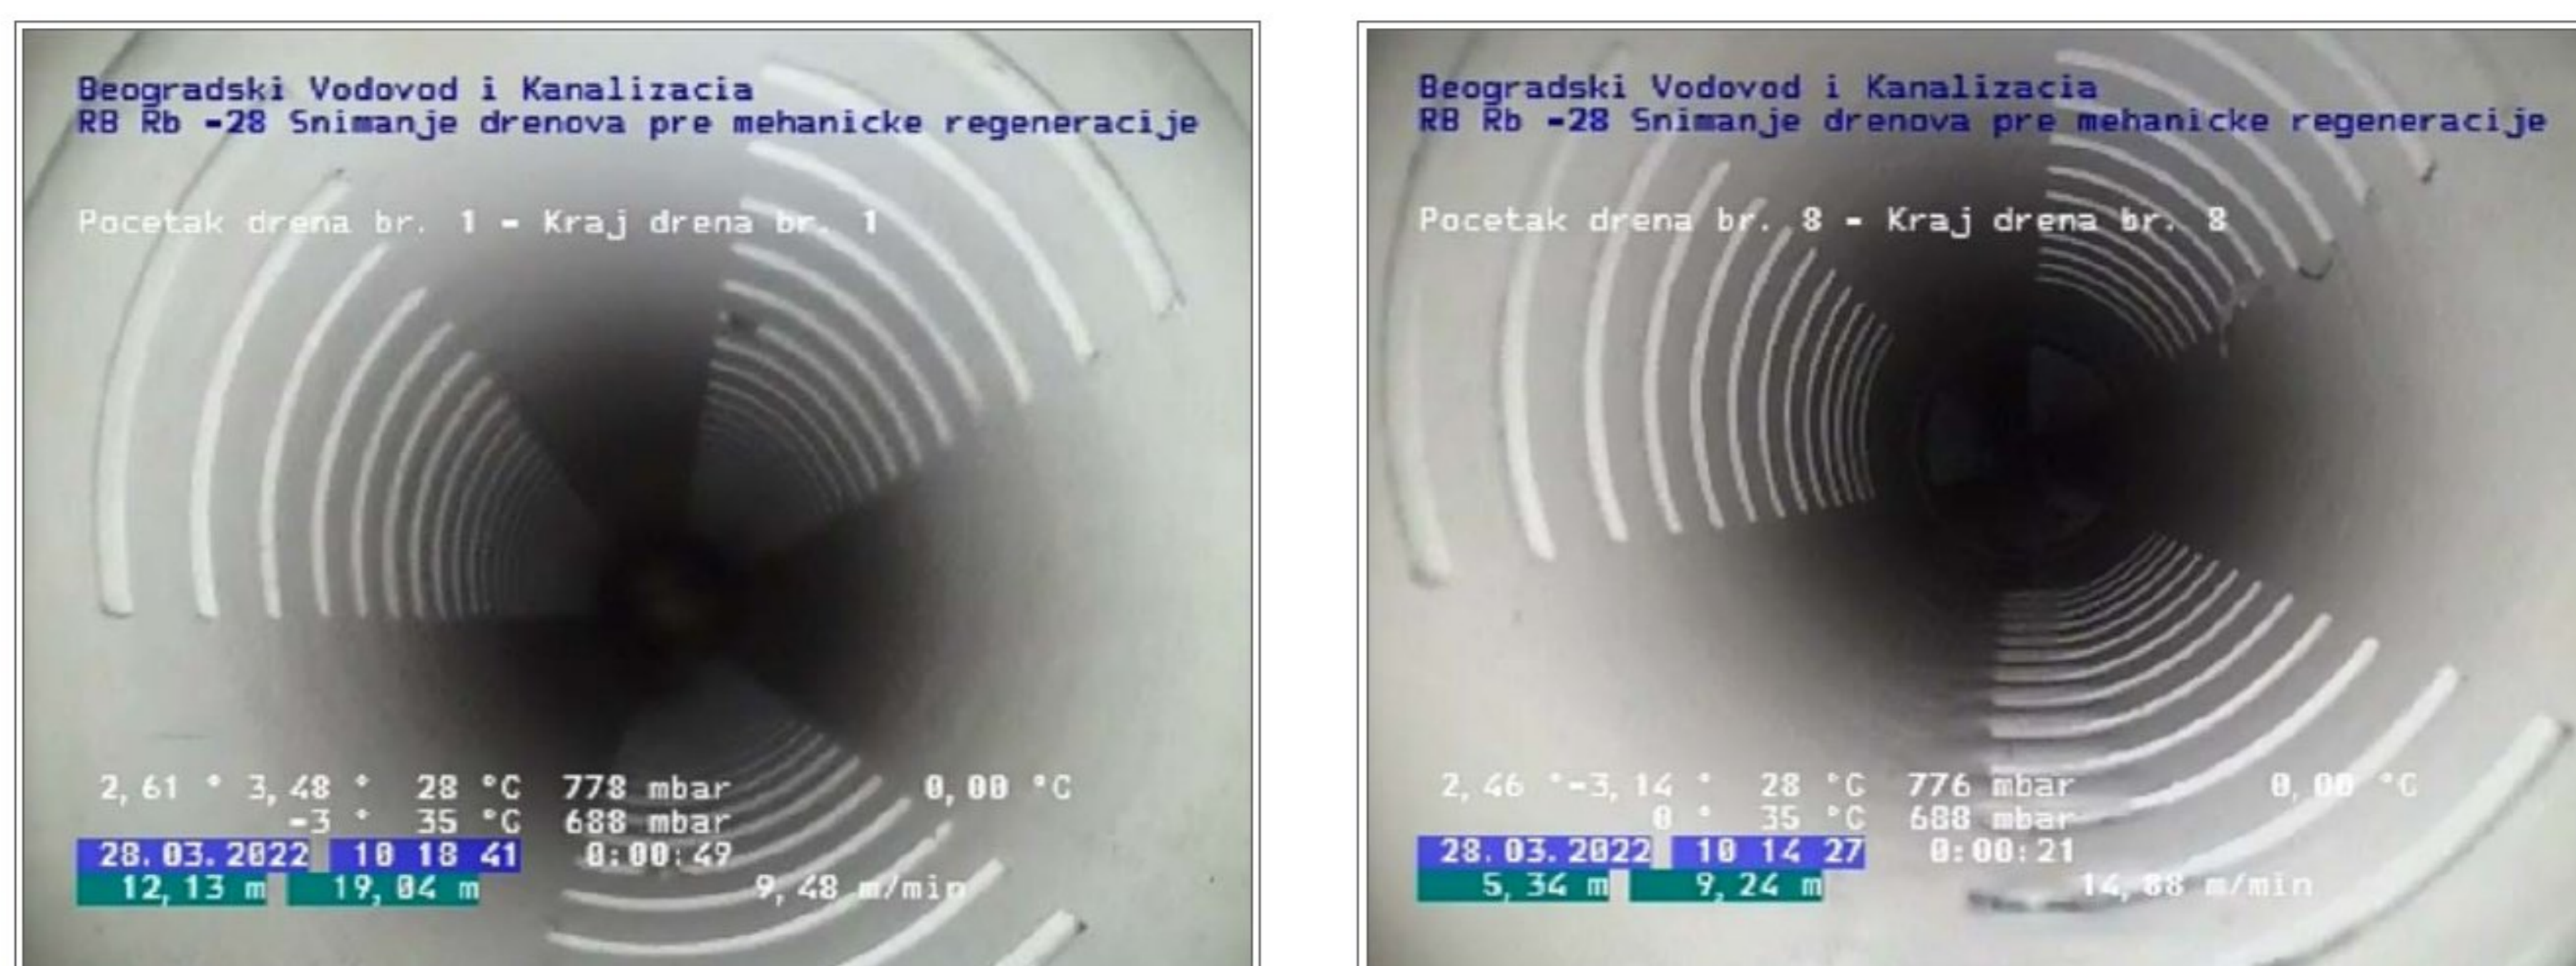 Beogradski Vodovod i Kanalizacia
RB Rb -28 Snimanje drenova pre mehanicke regeneracije
Pocetak drena br. 1 - Kraj drena br. 1
2,61 ° 3,48 ° 28 °C 778 mbar 0,00 °C
-3 ° 35 °C 688 mbar
28.03.2022 10 18 41 0:00:49
12,13 m 19,04 m 9,48 m/min
Beogradski Vodovod i Kanalizacia
RB Rb -28 Snimanje drenova pre mehanicke regeneracije
Pocetak drena br. 8 - Kraj drena br. 8
2,46 °-3,14 ° 28 °C 776 mbar 0,00 °C
0 ° 35 °C 688 mbar
28.03.2022 10 14 27 0:00:21
5,34 m 9,24 m 14,88 m/min